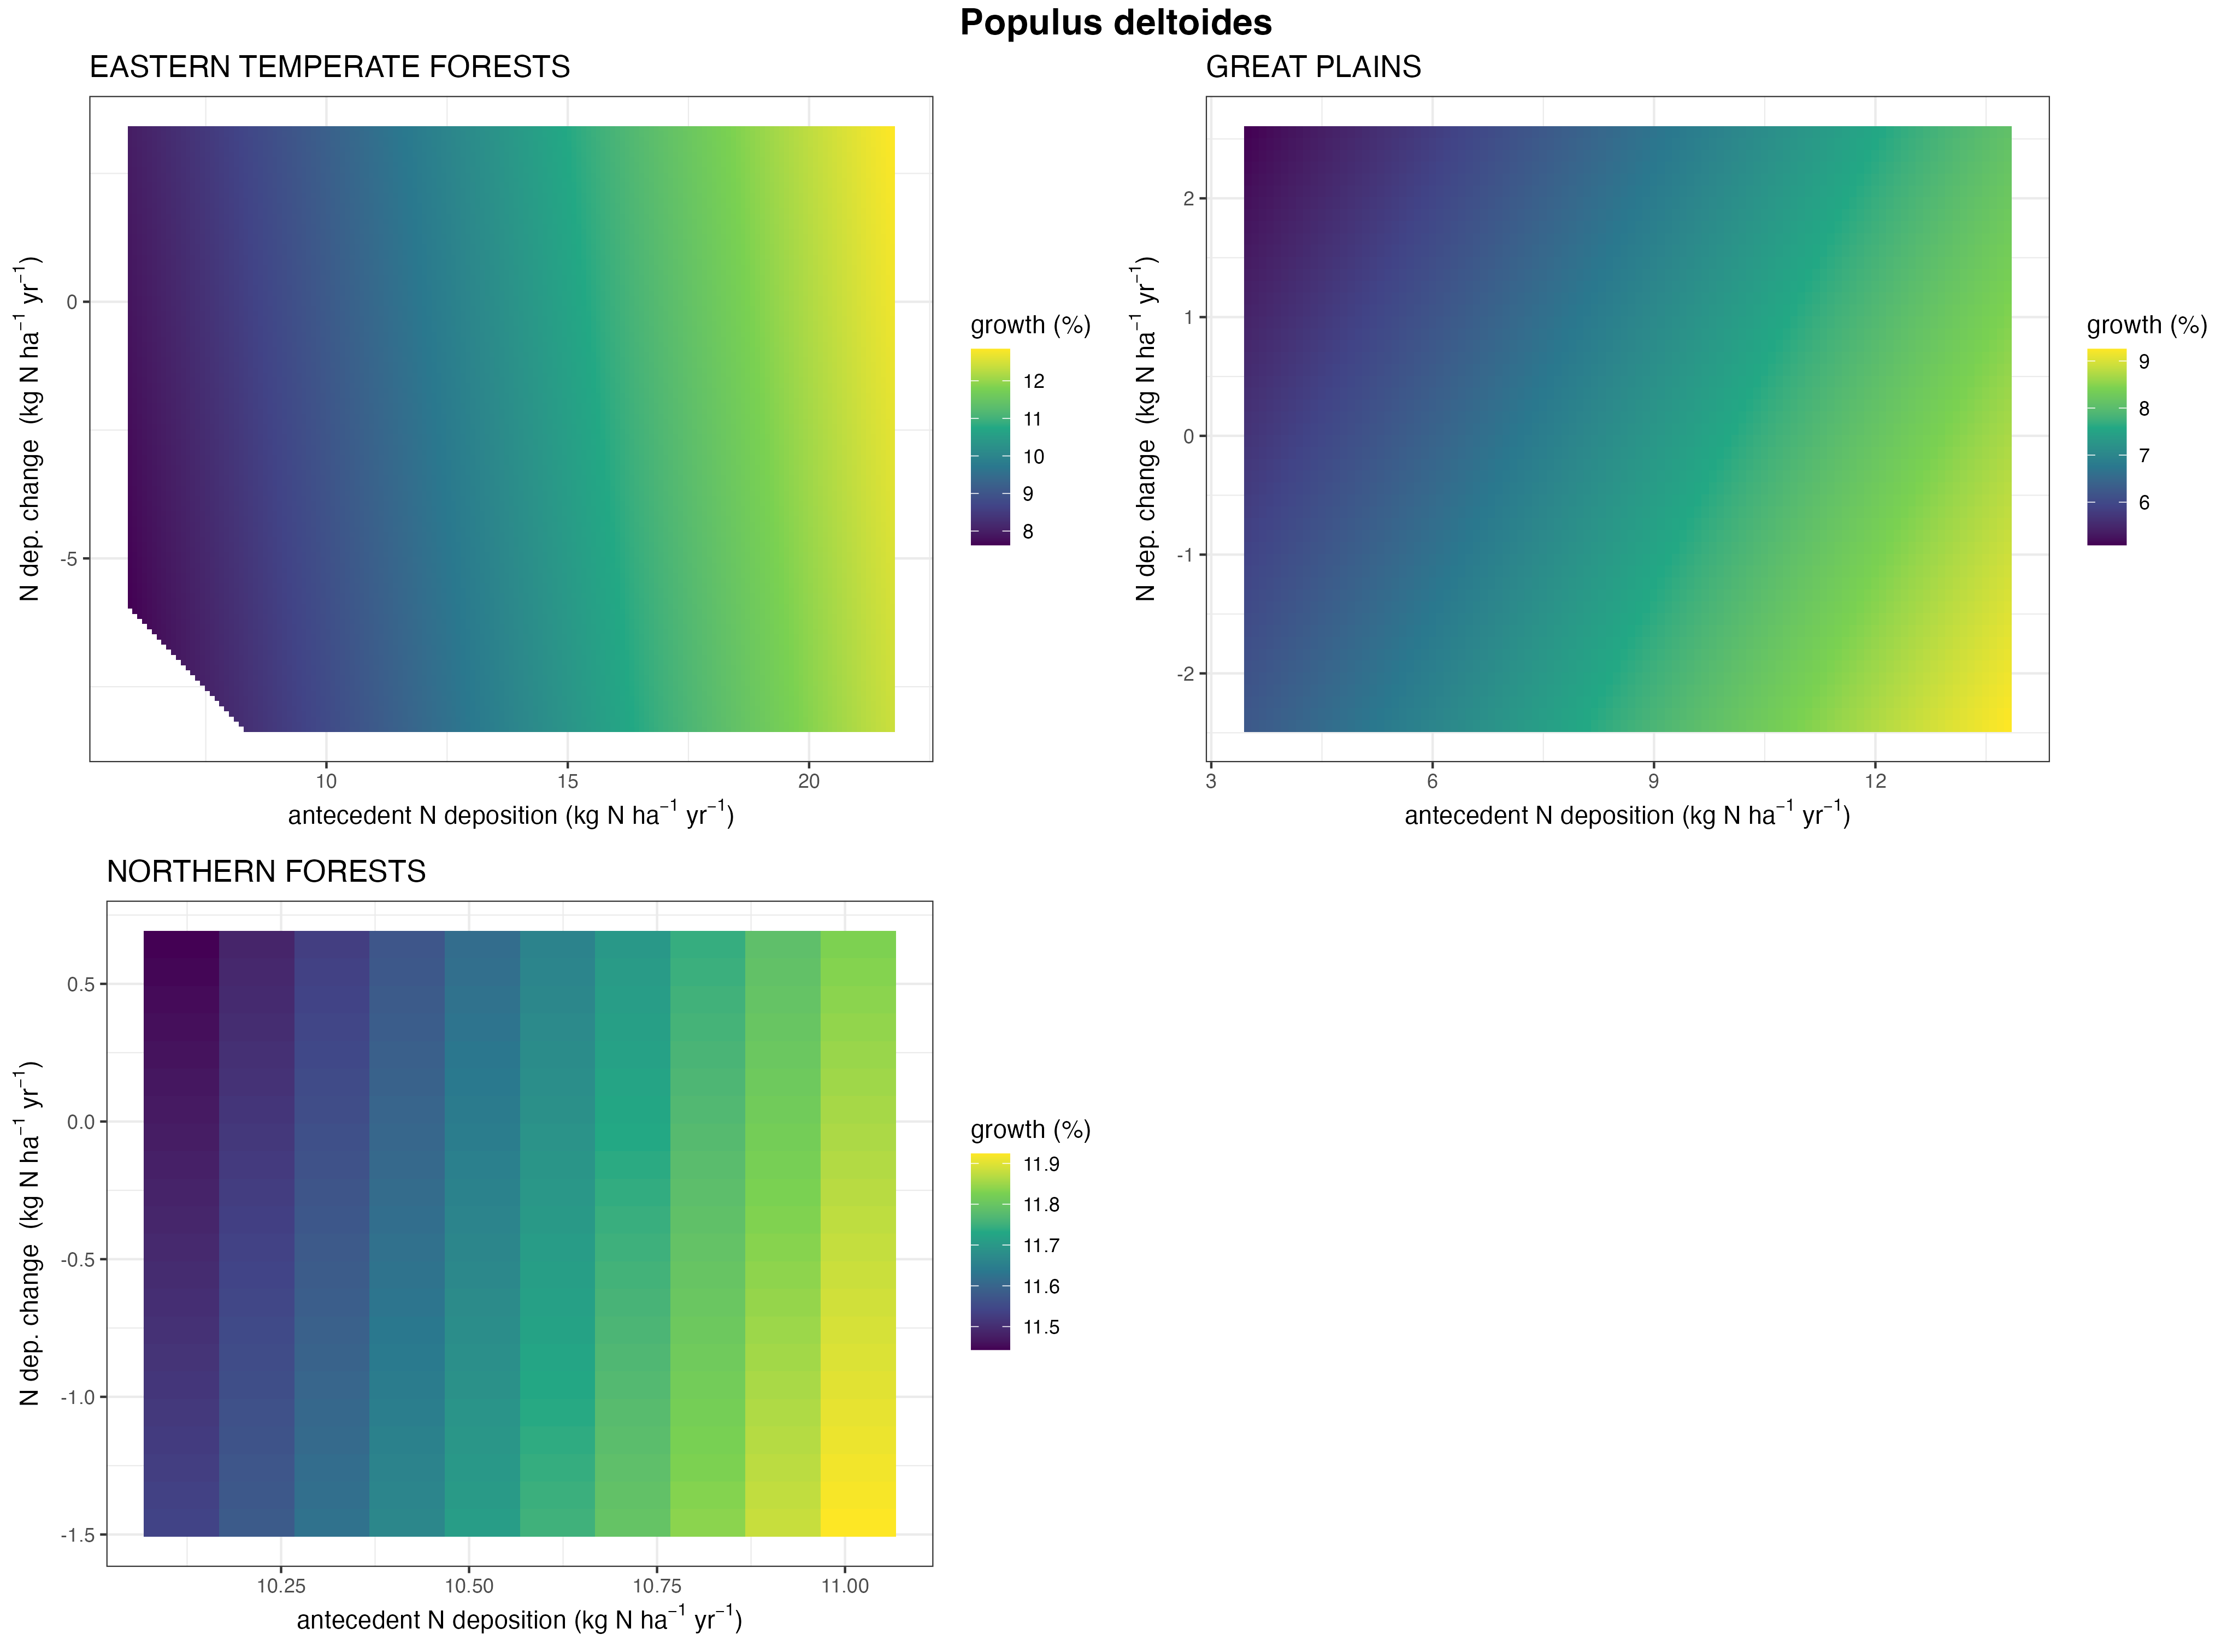 Populus deltoides
EASTERN TEMPERATE FORESTS
N dep. change (kg N ha⁻¹ yr⁻¹)
0
-5
10 15 20
antecedent N deposition (kg N ha⁻¹ yr⁻¹)
growth (%)
12
11
10
9
8
GREAT PLAINS
N dep. change (kg N ha⁻¹ yr⁻¹)
2
1
0
-1
-2
3 6 9 12
antecedent N deposition (kg N ha⁻¹ yr⁻¹)
growth (%)
9
8
7
6
NORTHERN FORESTS
N dep. change (kg N ha⁻¹ yr⁻¹)
0.5
0.0
-0.5
-1.0
-1.5
10.25 10.50 10.75 11.00
antecedent N deposition (kg N ha⁻¹ yr⁻¹)
growth (%)
11.9
11.8
11.7
11.6
11.5